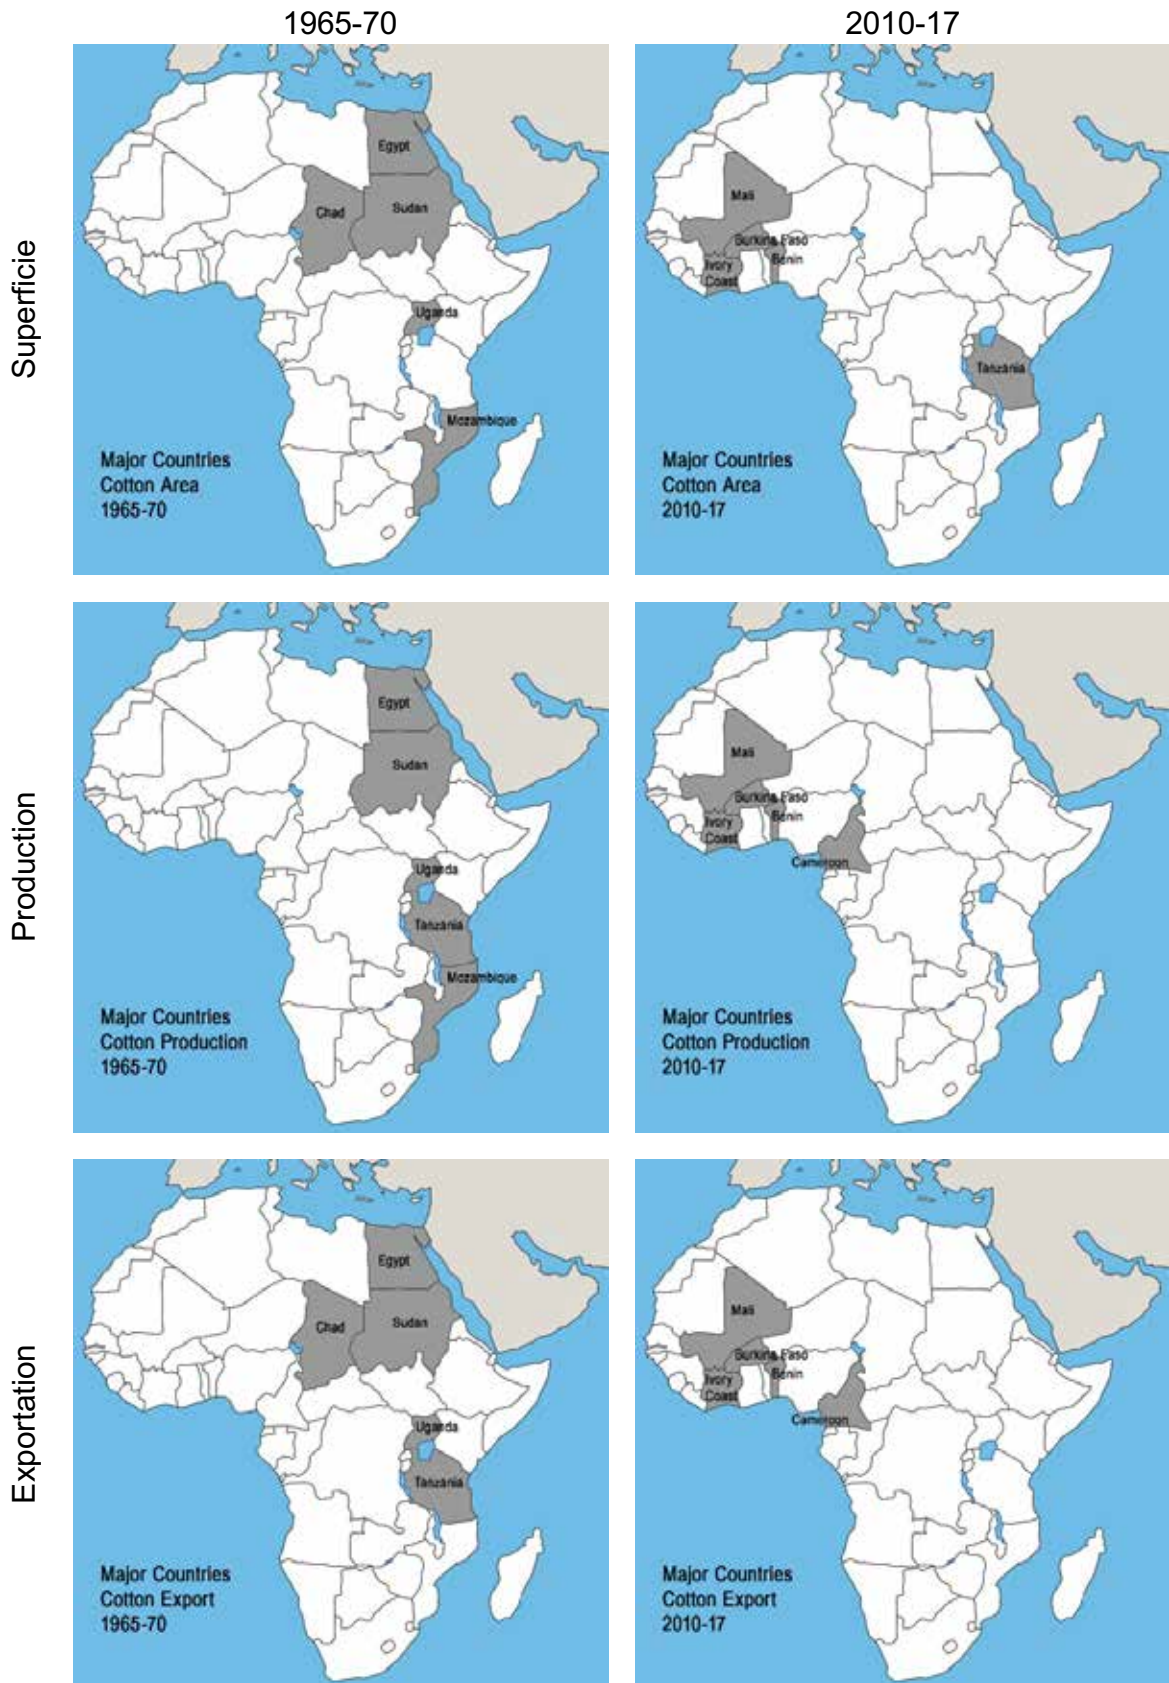 1965-70
2010-17
Superficie
Egypt
Chad
Sudan
Uganda
Mozambique
Major Countries
Cotton Area
1965-70
Mali
Burkina Faso
Benin
Ivory
Coast
Tanzania
Major Countries
Cotton Area
2010-17
Production
Egypt
Sudan
Uganda
Tanzania
Mozambique
Major Countries
Cotton Production
1965-70
Mali
Burkina Faso
Benin
Ivory
Coast
Cameroon
Major Countries
Cotton Production
2010-17
Exportation
Egypt
Chad
Sudan
Uganda
Tanzania
Major Countries
Cotton Export
1965-70
Mali
Burkina Faso
Benin
Ivory
Coast
Cameroon
Major Countries
Cotton Export
2010-17